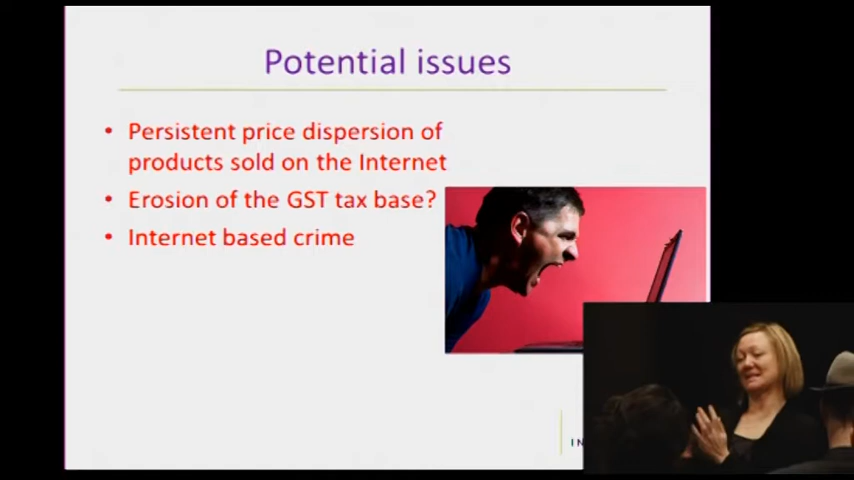 Potential issues
• Persistent price dispersion of
products sold on the Internet
• Erosion of the GST tax base?
• Internet based crime